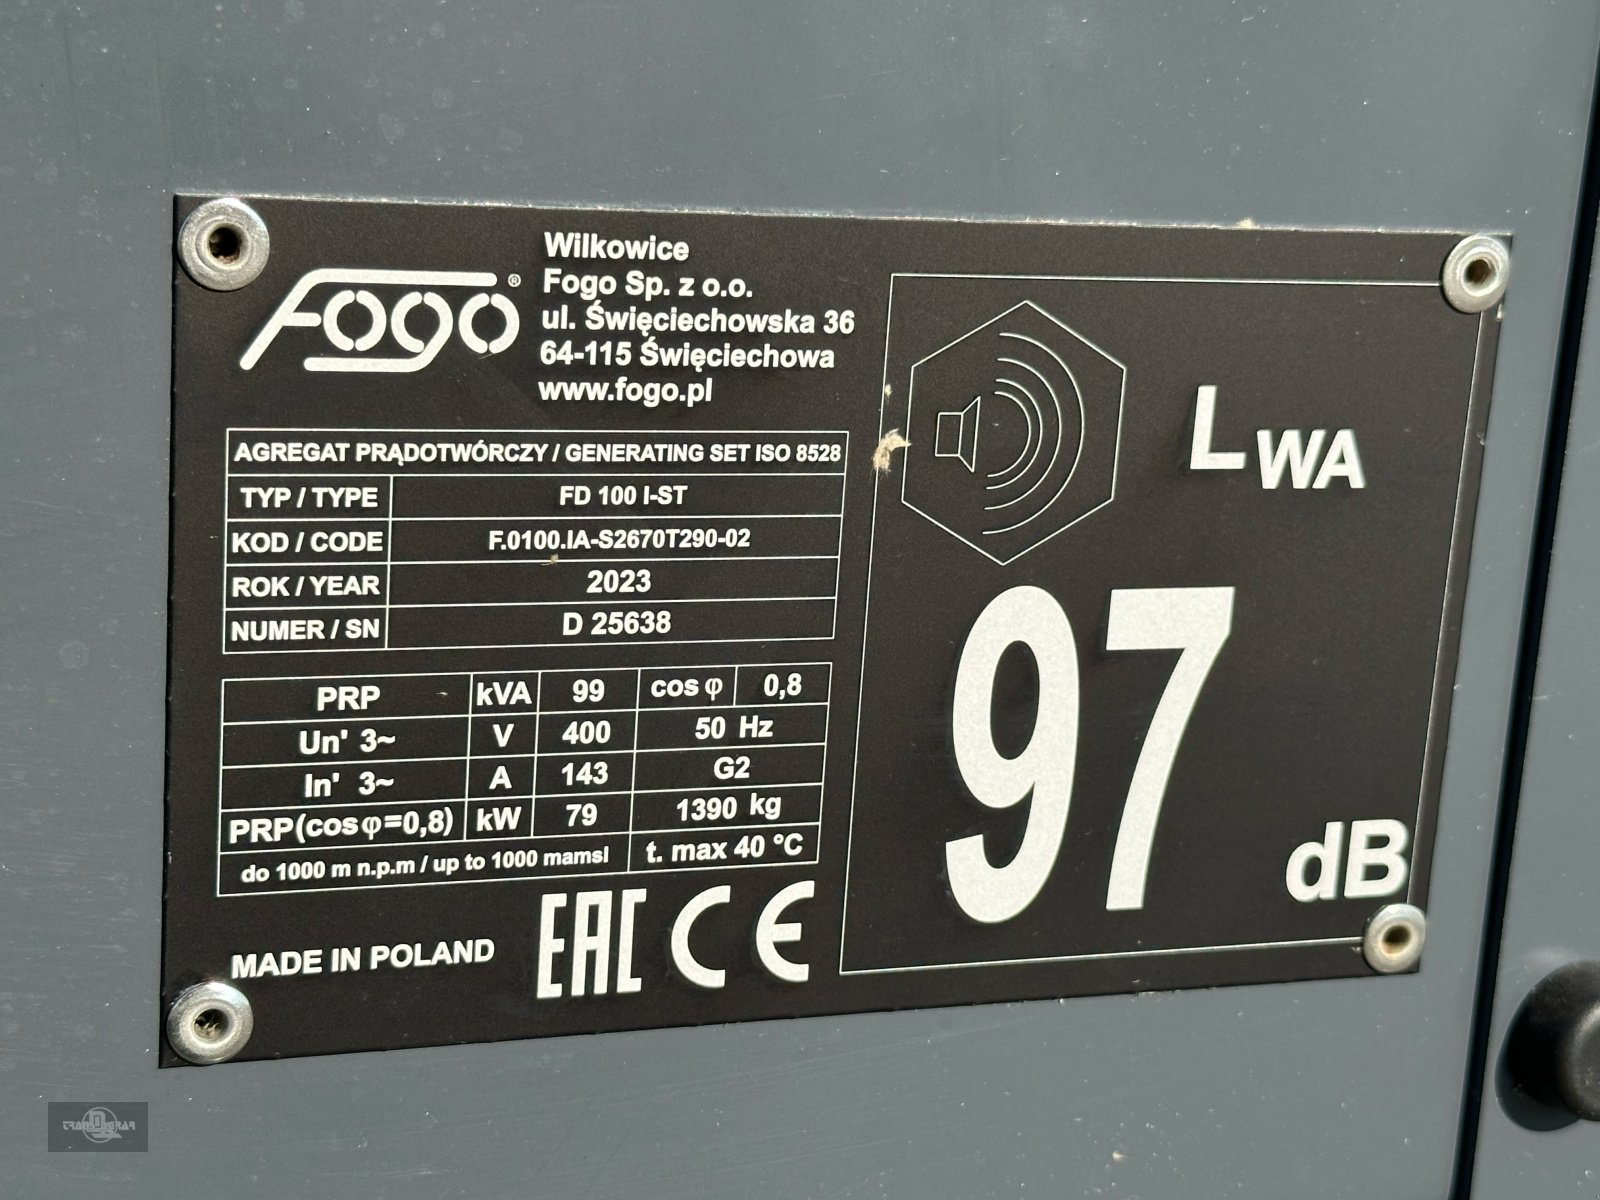 FOGO®
Wilkowice
Fogo Sp. z o.o.
ul. Święciechowska 36
64-115 Święciechowa
www.fogo.pl
AGREGAT PRĄDOTWÓRCZY / GENERATING SET ISO 8528
TYP / TYPE FD 100 I-ST
KOD / CODE F.0100.IA-S2670T290-02
ROK / YEAR 2023
NUMER / SN D 25638
PRP kVA 99 cos φ 0,8
Un' 3~ V 400 50 Hz
In' 3~ A 143 G2
PRP(cos φ=0,8) kW 79 1390 kg
do 1000 m n.p.m / up to 1000 mamsl t. max 40 °C
MADE IN POLAND EAC CE
LWA
97 dB
TRANS AGRAR